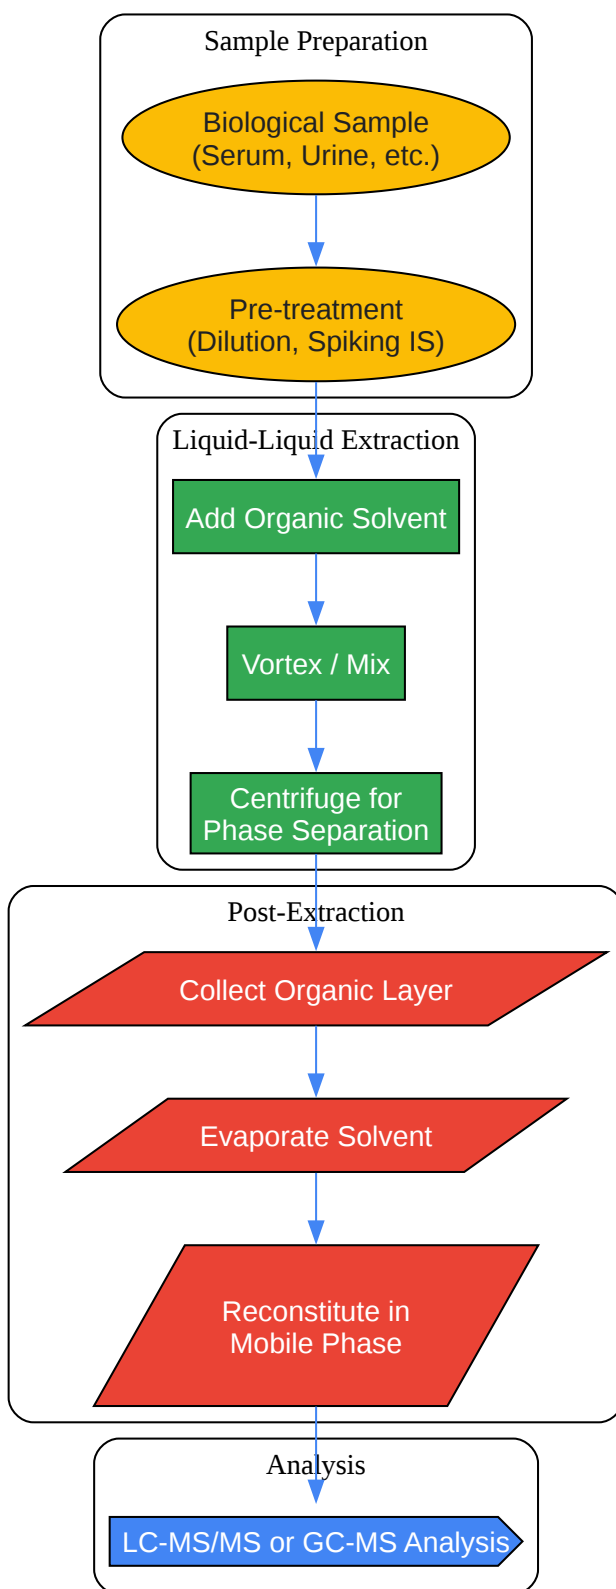 Sample Preparation
Biological Sample
(Serum, Urine, etc.)
Pre-treatment
(Dilution, Spiking IS)
Liquid-Liquid Extraction
Add Organic Solvent
Vortex / Mix
Centrifuge for
Phase Separation
Post-Extraction
Collect Organic Layer
Evaporate Solvent
Reconstitute in
Mobile Phase
Analysis
LC-MS/MS or GC-MS Analysis